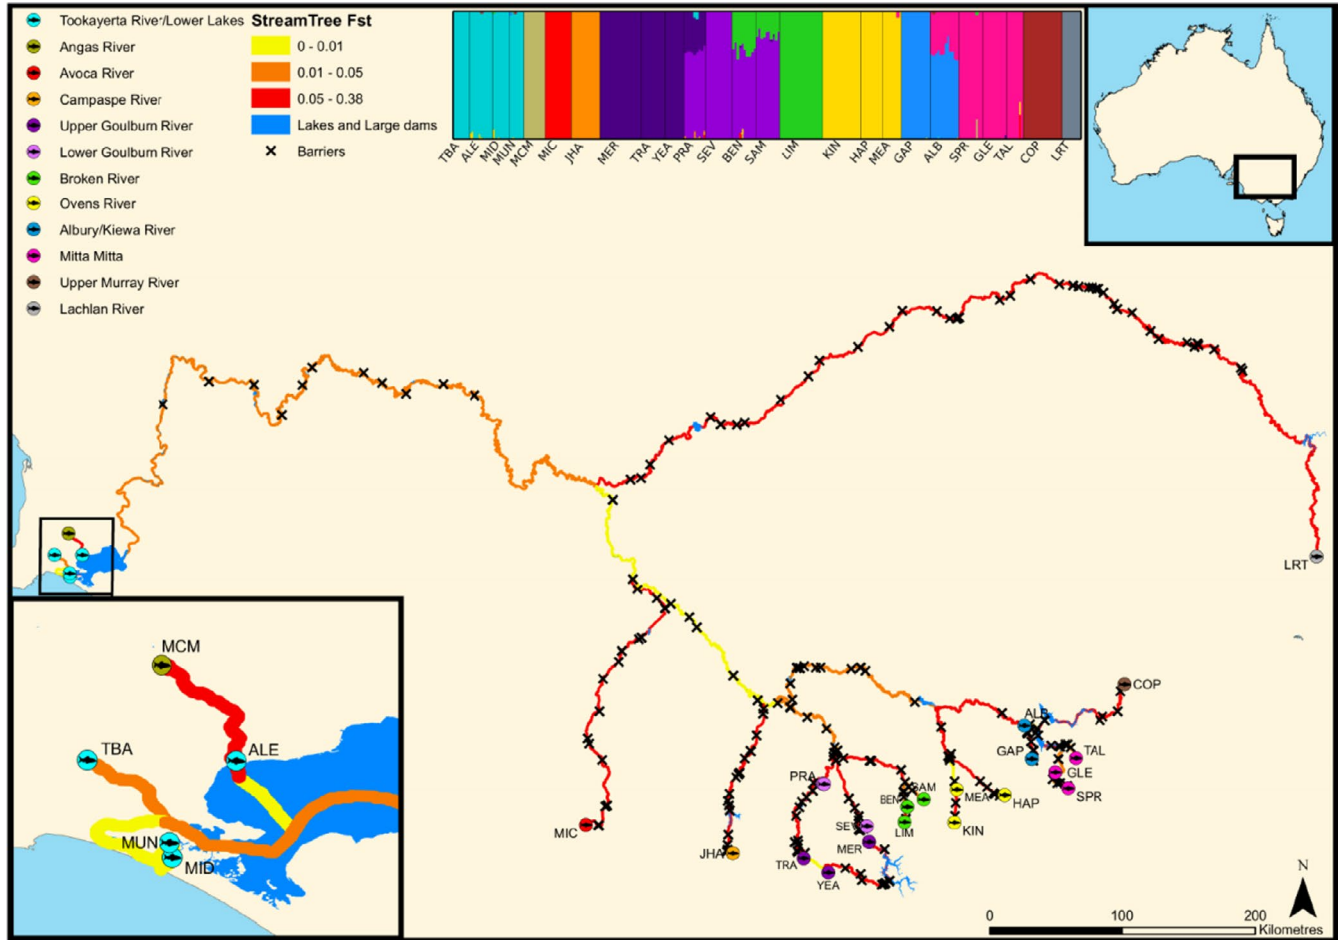 Tookayerta River/Lower Lakes
Angas River
Avoca River
Campaspe River
Upper Goulburn River
Lower Goulburn River
Broken River
Ovens River
Albury/Kiewa River
Mitta Mitta
Upper Murray River
Lachlan River
StreamTree Fst
0 - 0.01
0.01 - 0.05
0.05 - 0.38
Lakes and Large dams
Barriers
TBA ALE MID MUN MCM MIC JHA MER TRA YEA PRA SEV BEN SAM LIM KIN HAP MEA GAP ALB SPR GLE TAL COP LRT
LRT
COP
ALB
GAP
TAL
GLE
SPR
PRA
SAM
BEN
MEA
HAP
LIM
KIN
SEV
MER
MIC
JHA
TRA
YEA
MCM
TBA
ALE
MUN
MID
N
0 100 200
Kilometres